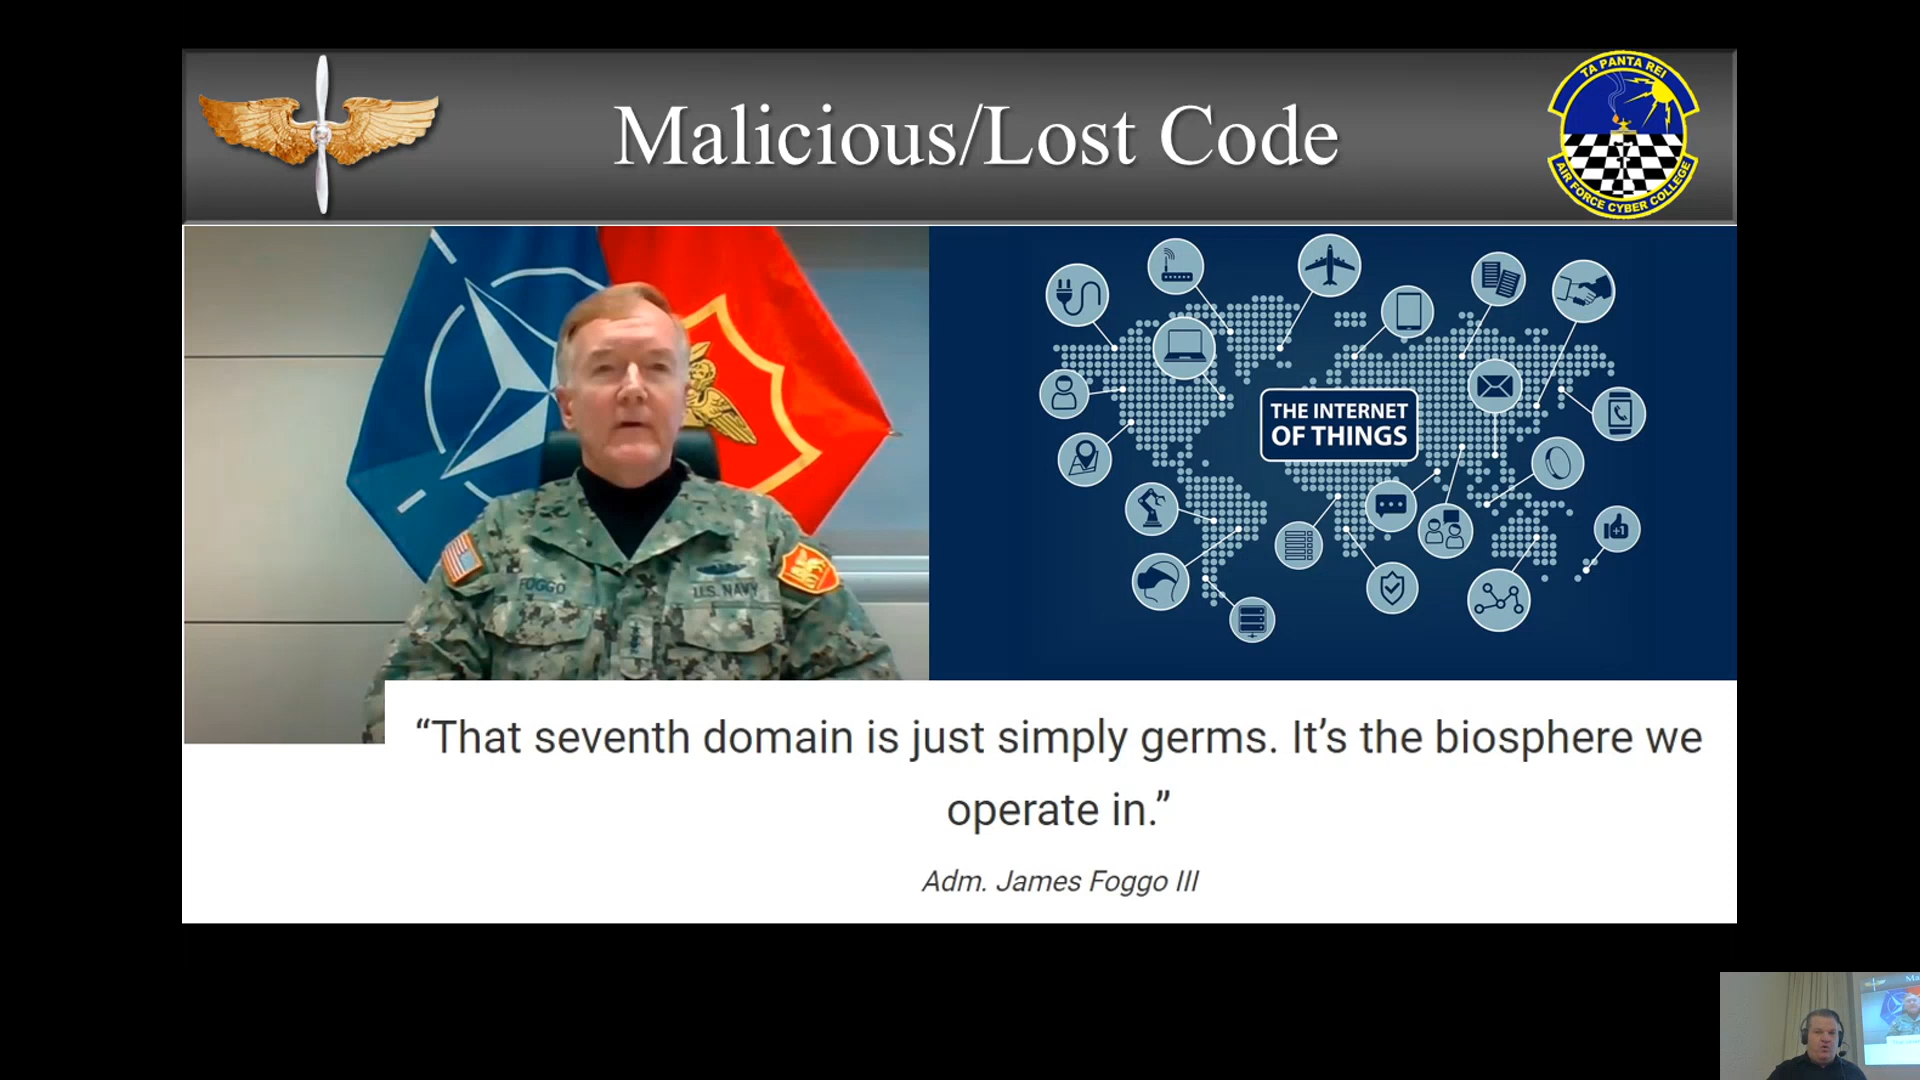 Malicious/Lost Code
TA PANTA REI
AIR FORCE CYBER COLLEGE
THE INTERNET
OF THINGS
+1
FOGGO
U.S. NAVY
“That seventh domain is just simply germs. It’s the biosphere we
operate in.”
Adm. James Foggo III